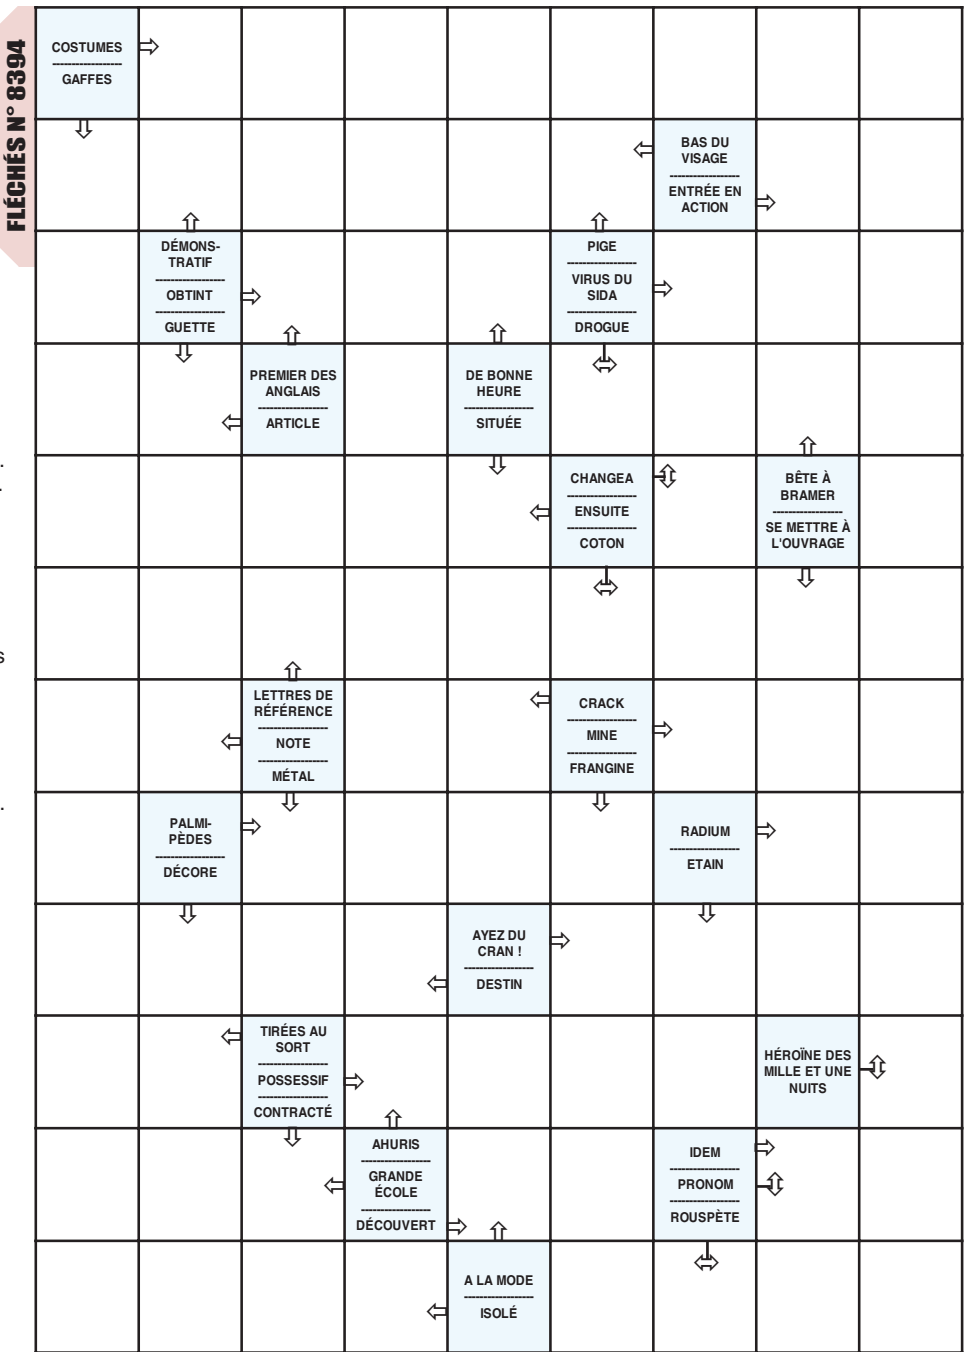 FLÉCHÉS N° 8394
COSTUMES
GAFFES
BAS DU
VISAGE
ENTRÉE EN
ACTION
DÉMONS-
TRATIF
OBTINT
GUETTE
PIGE
VIRUS DU
SIDA
DROGUE
PREMIER DES
ANGLAIS
ARTICLE
DE BONNE
HEURE
SITUÉE
.
.
CHANGEA
ENSUITE
COTON
BÊTE À
BRAMER
SE METTRE À
L'OUVRAGE
s
LETTRES DE
RÉFÉRENCE
NOTE
MÉTAL
CRACK
MINE
FRANGINE
.
PALMI-
PÈDES
DÉCORE
RADIUM
ETAIN
AYEZ DU
CRAN !
DESTIN
TIRÉES AU
SORT
POSSESSIF
CONTRACTÉ
HÉROÏNE DES
MILLE ET UNE
NUITS
AHURIS
GRANDE
ÉCOLE
DÉCOUVERT
IDEM
PRONOM
ROUSPÈTE
A LA MODE
ISOLÉ